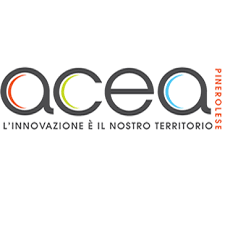 acea
PINEROLESE
L'INNOVAZIONE È IL NOSTRO TERRITORIO